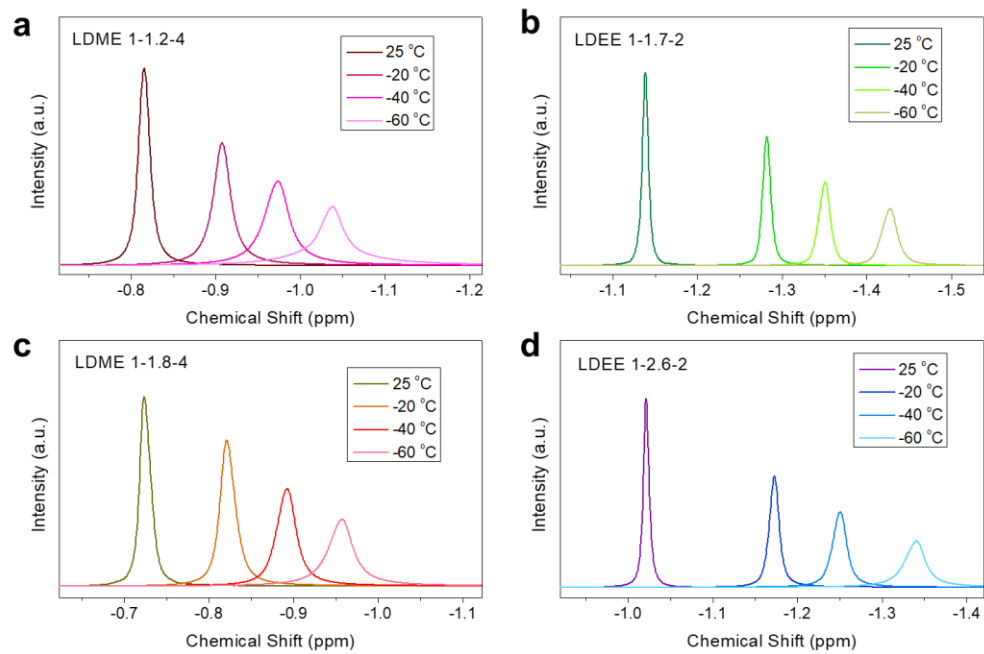 a
LDME 1-1.2-4
25 °C
-20 °C
-40 °C
-60 °C
Intensity (a.u.)
-0.8 -0.9 -1.0 -1.1 -1.2
Chemical Shift (ppm)
b
LDEE 1-1.7-2
25 °C
-20 °C
-40 °C
-60 °C
Intensity (a.u.)
-1.1 -1.2 -1.3 -1.4 -1.5
Chemical Shift (ppm)
c
LDME 1-1.8-4
25 °C
-20 °C
-40 °C
-60 °C
Intensity (a.u.)
-0.7 -0.8 -0.9 -1.0 -1.1
Chemical Shift (ppm)
d
LDEE 1-2.6-2
25 °C
-20 °C
-40 °C
-60 °C
Intensity (a.u.)
-1.0 -1.1 -1.2 -1.3 -1.4
Chemical Shift (ppm)